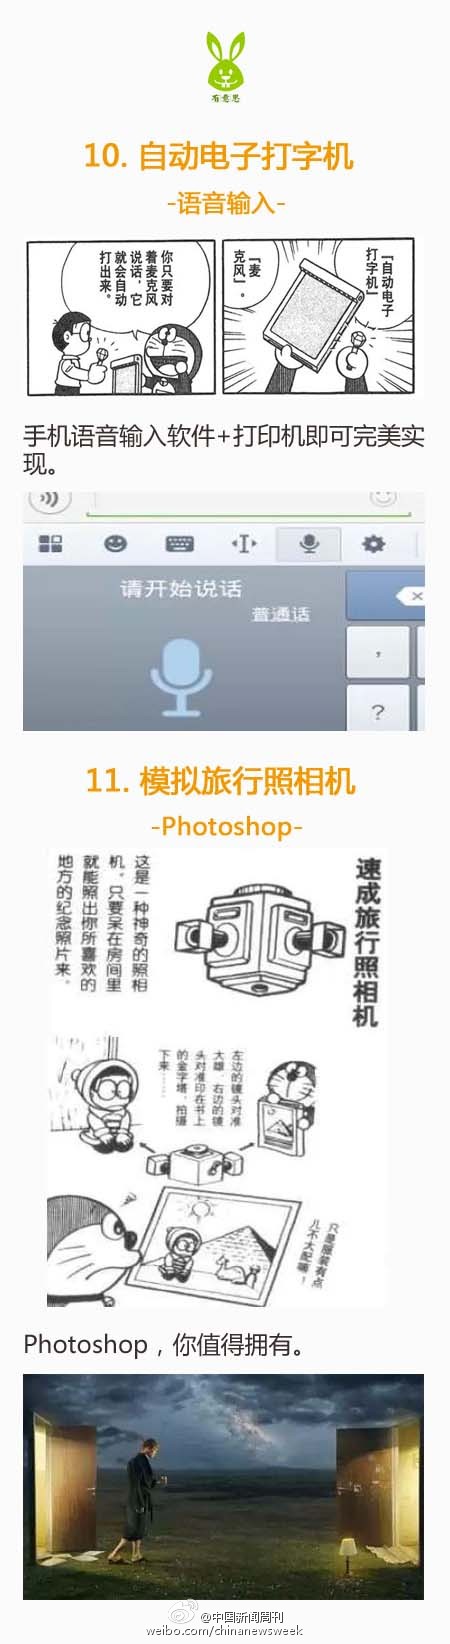 有意思
10. 自动电子打字机
-语音输入-
你只要对
着麦克风
说话，它
就会自动
打出来。
『自动电子
打字机』
『麦
克风』。
手机语音输入软件+打印机即可完美实
现。
请开始说话
普通话
，
?
11. 模拟旅行照相机
-Photoshop-
速成旅行照相机
这是一种神奇的照相
机，只要呆在房间里
就能照出你所喜欢的
地方的纪念照片来。
左边的镜头对准
大雄，右边的镜
头对准印在书上
的金字塔，拍摄
下来……
只是服装有点
儿不大配嘛！
Photoshop，你值得拥有。
@中国新闻周刊
weibo.com/chinanewsweek